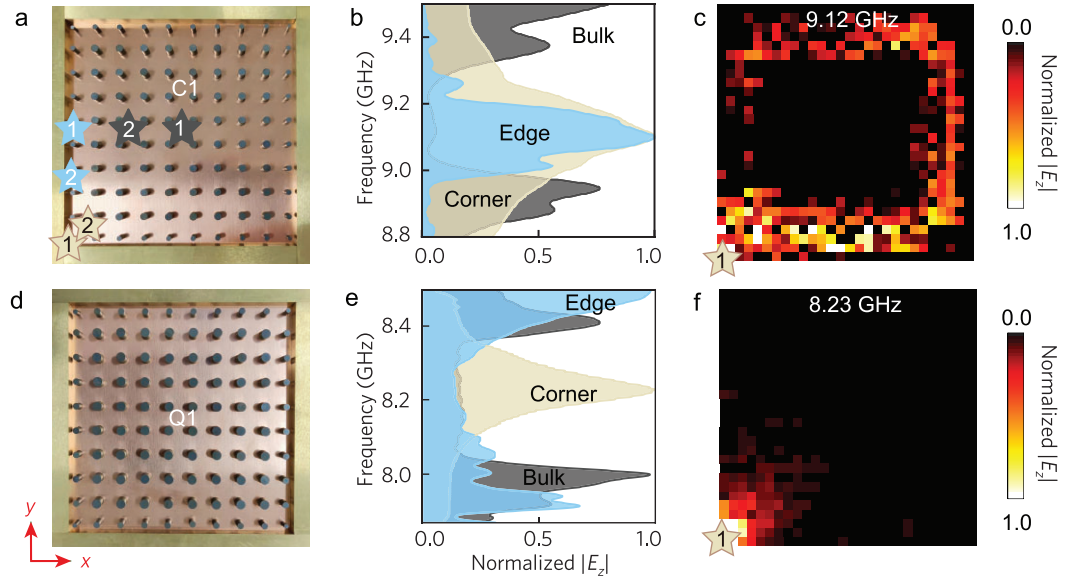 a
C1
1
2
1
2
2
1
b
Frequency (GHz)
9.4
9.2
9.0
8.8
Bulk
Edge
Corner
0.0
0.5
1.0
c
9.12 GHz
1
0.0
Normalized |Ez|
1.0
d
Q1
y
x
e
Frequency (GHz)
8.4
8.2
8.0
Edge
Corner
Bulk
0.0
0.5
1.0
Normalized |Ez|
f
8.23 GHz
1
0.0
Normalized |Ez|
1.0